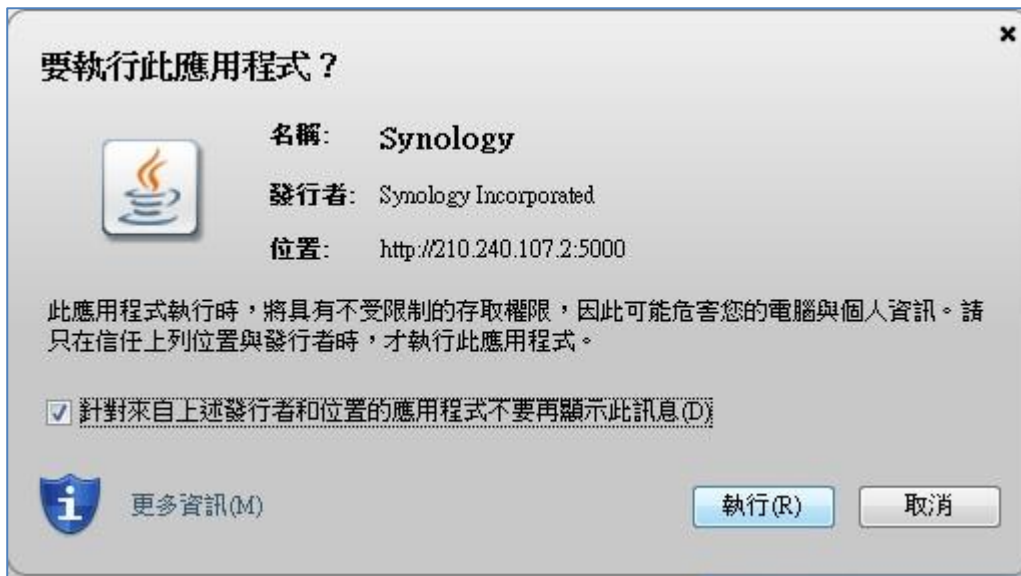 要執行此應用程式？
名稱: Synology
發行者: Synology Incorporated
位置: http://210.240.107.2:5000
此應用程式執行時，將具有不受限制的存取權限，因此可能危害您的電腦與個人資訊。請
只在信任上列位置與發行者時，才執行此應用程式。
針對來自上述發行者和位置的應用程式不要再顯示此訊息(D)
更多資訊(M)
執行(R) 取消